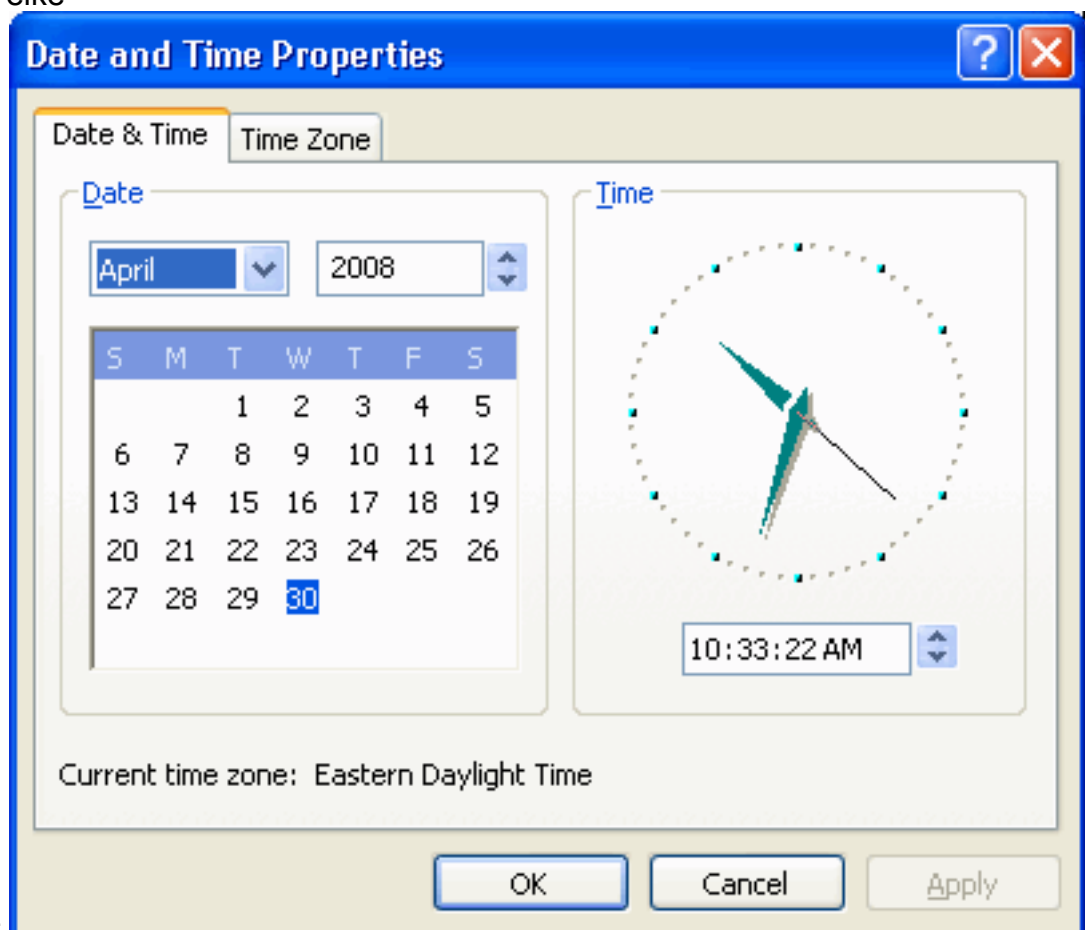 Date and Time Properties
Date & Time
Time Zone
Date
April
2008
S M T W T F S
1 2 3 4 5
6 7 8 9 10 11 12
13 14 15 16 17 18 19
20 21 22 23 24 25 26
27 28 29 30
Time
10:33:22 AM
Current time zone: Eastern Daylight Time
OK
Cancel
Apply